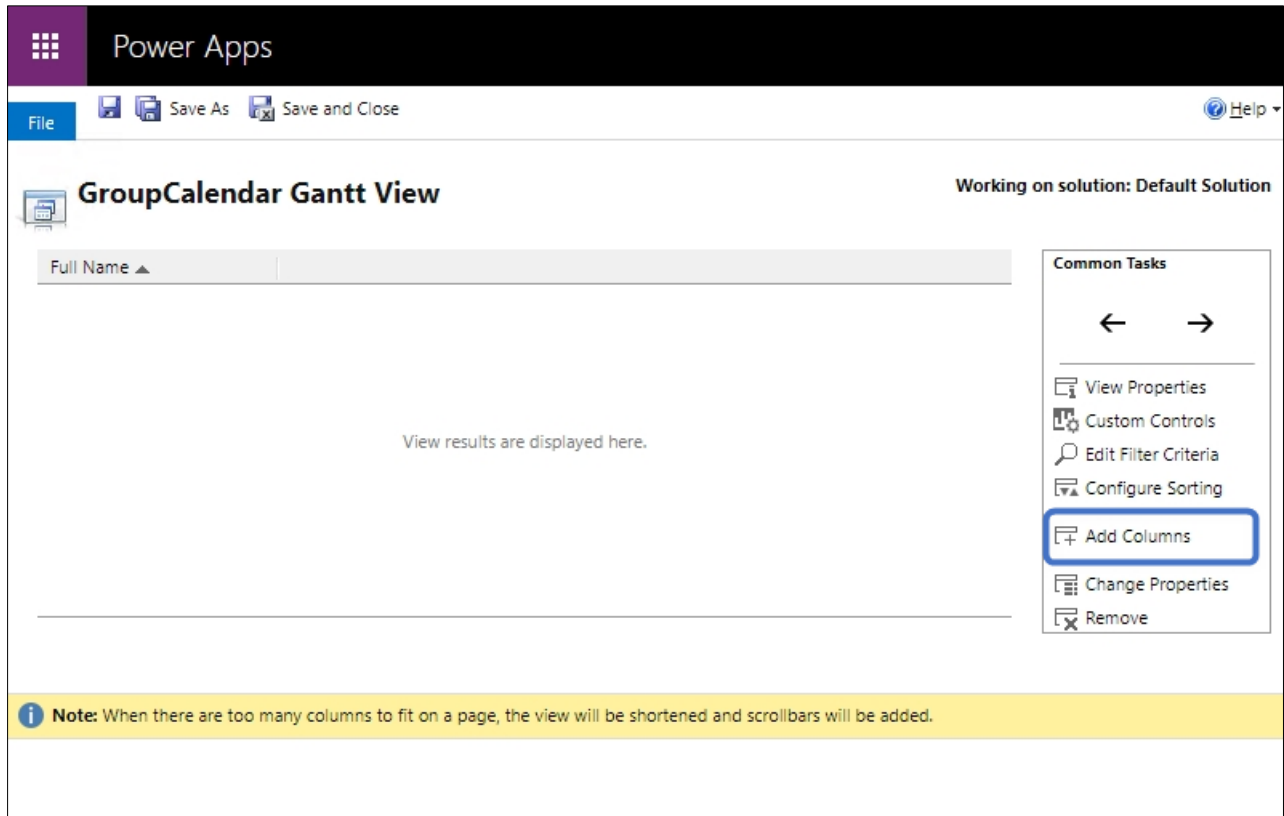 Power Apps
File
Save As
Save and Close
Help
GroupCalendar Gantt View
Working on solution: Default Solution
Full Name
View results are displayed here.
Common Tasks
View Properties
Custom Controls
Edit Filter Criteria
Configure Sorting
Add Columns
Change Properties
Remove
Note: When there are too many columns to fit on a page, the view will be shortened and scrollbars will be added.